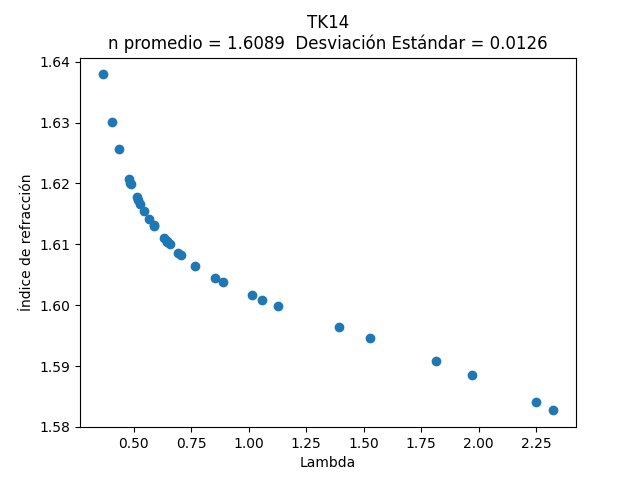 TK14
n promedio = 1.6089  Desviación Estándar = 0.0126
1.64
1.63
1.62
1.61
1.60
1.59
1.58
Índice de refracción
0.50 0.75 1.00 1.25 1.50 1.75 2.00 2.25
Lambda